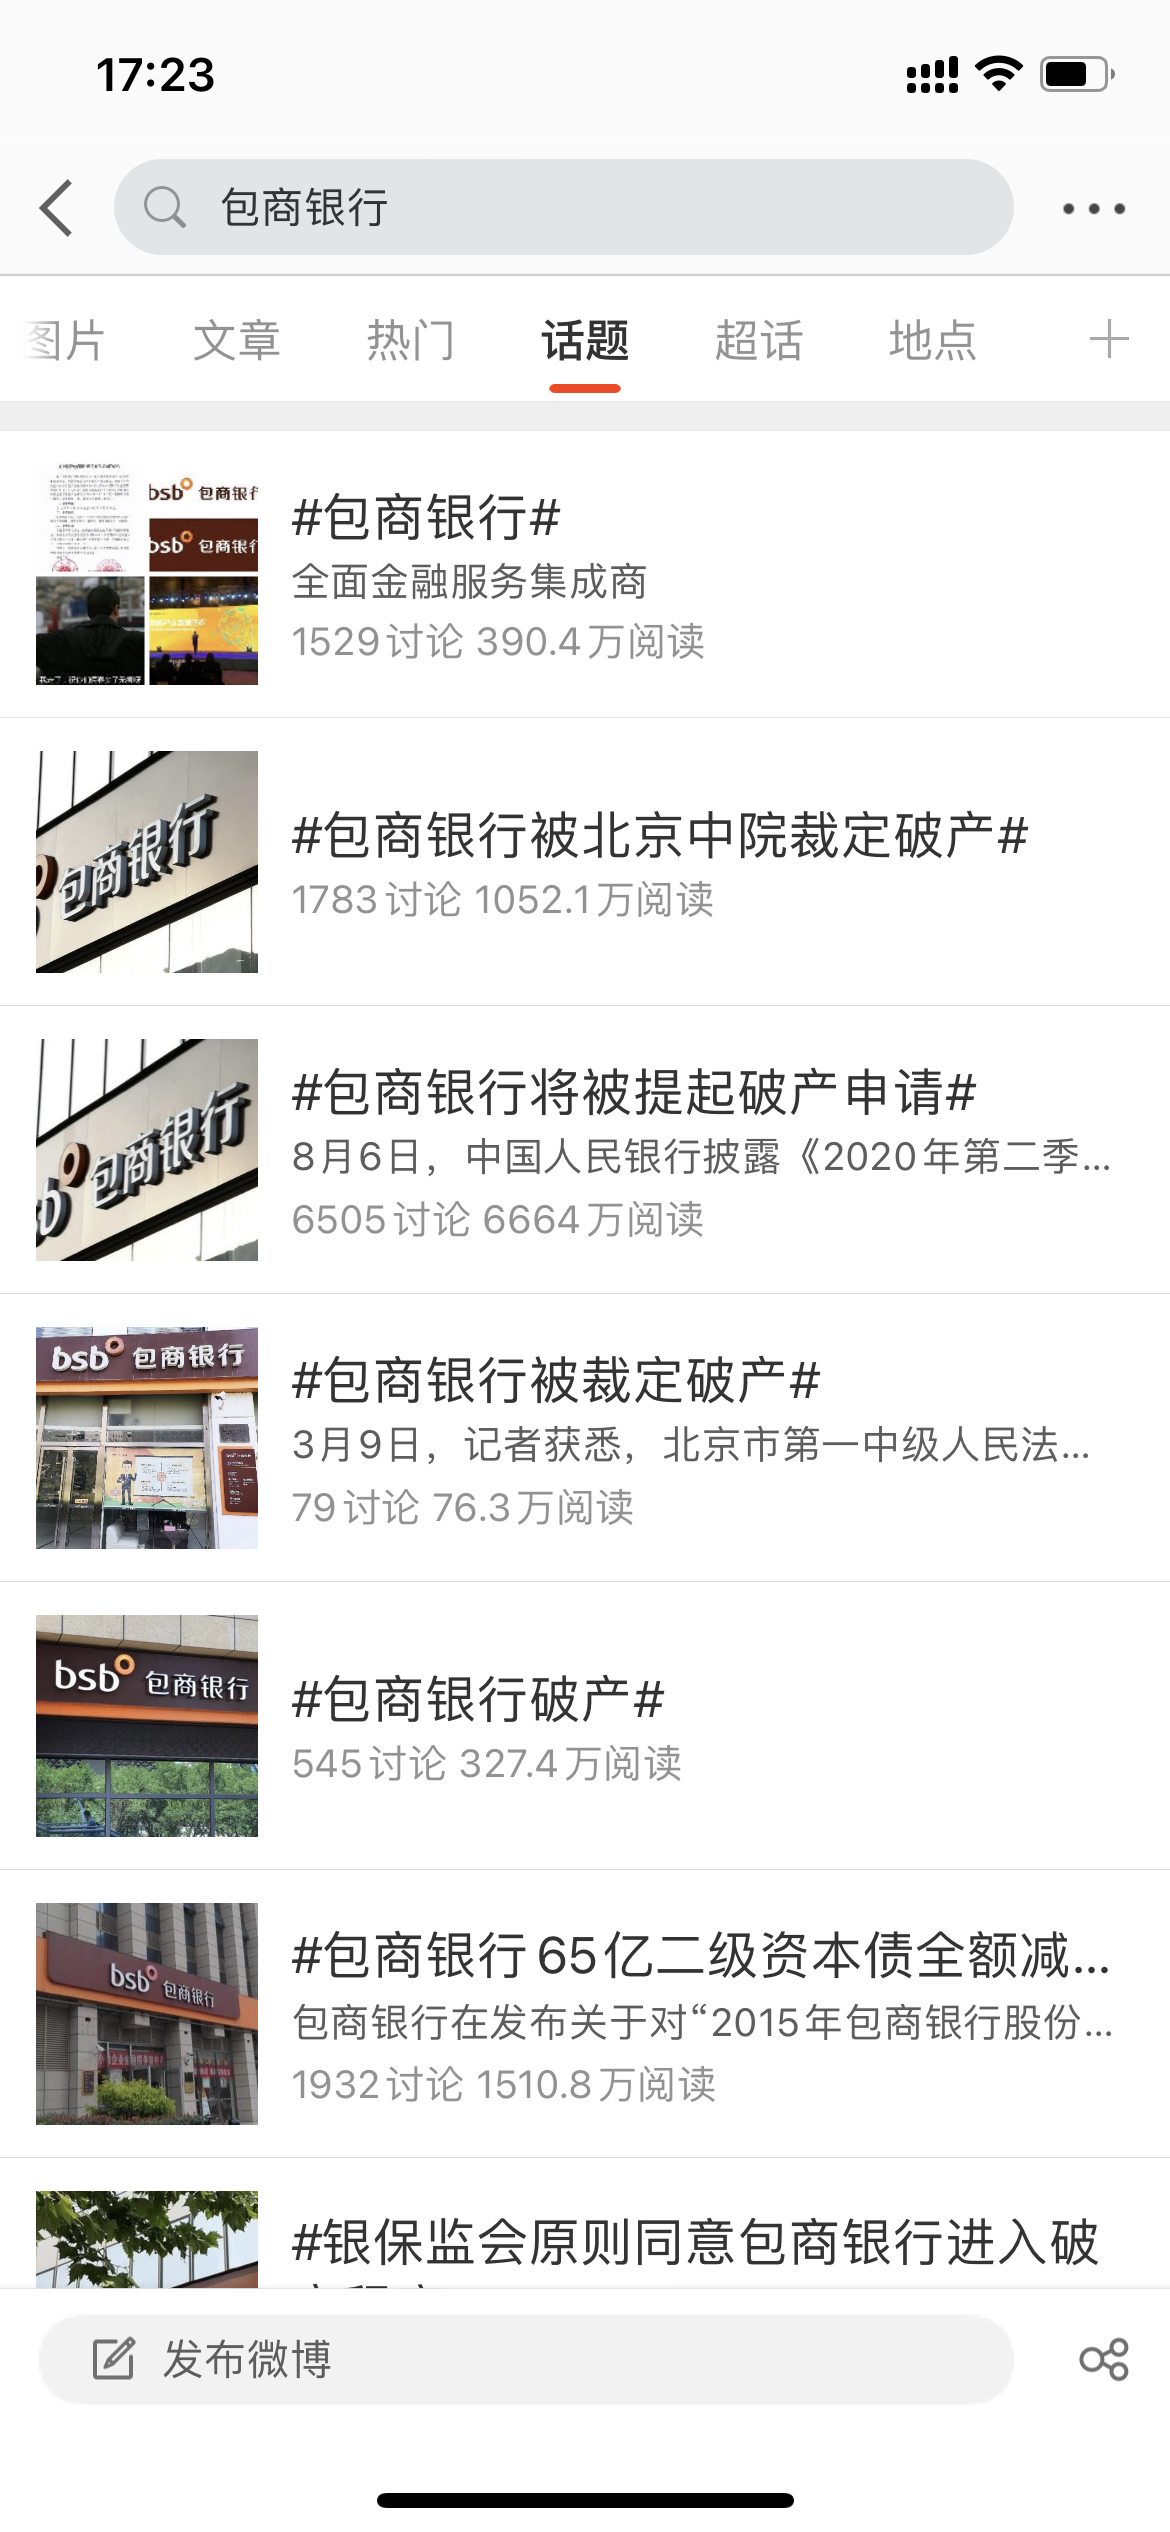 17:23
包商银行
图片 文章 热门 话题 超话 地点
bsb 包商银行
bsb 包商银行
#包商银行#
全面金融服务集成商
1529讨论 390.4万阅读
包商银行
#包商银行被北京中院裁定破产#
1783讨论 1052.1万阅读
b 包商银行
#包商银行将被提起破产申请#
8月6日，中国人民银行披露《2020年第二季...
6505讨论 6664万阅读
bsb 包商银行
#包商银行被裁定破产#
3月9日，记者获悉，北京市第一中级人民法...
79讨论 76.3万阅读
bsb 包商银行
#包商银行破产#
545讨论 327.4万阅读
bsb 包商银行
#包商银行65亿二级资本债全额减...
包商银行在发布关于对“2015年包商银行股份...
1932讨论 1510.8万阅读
#银保监会原则同意包商银行进入破
发布微博